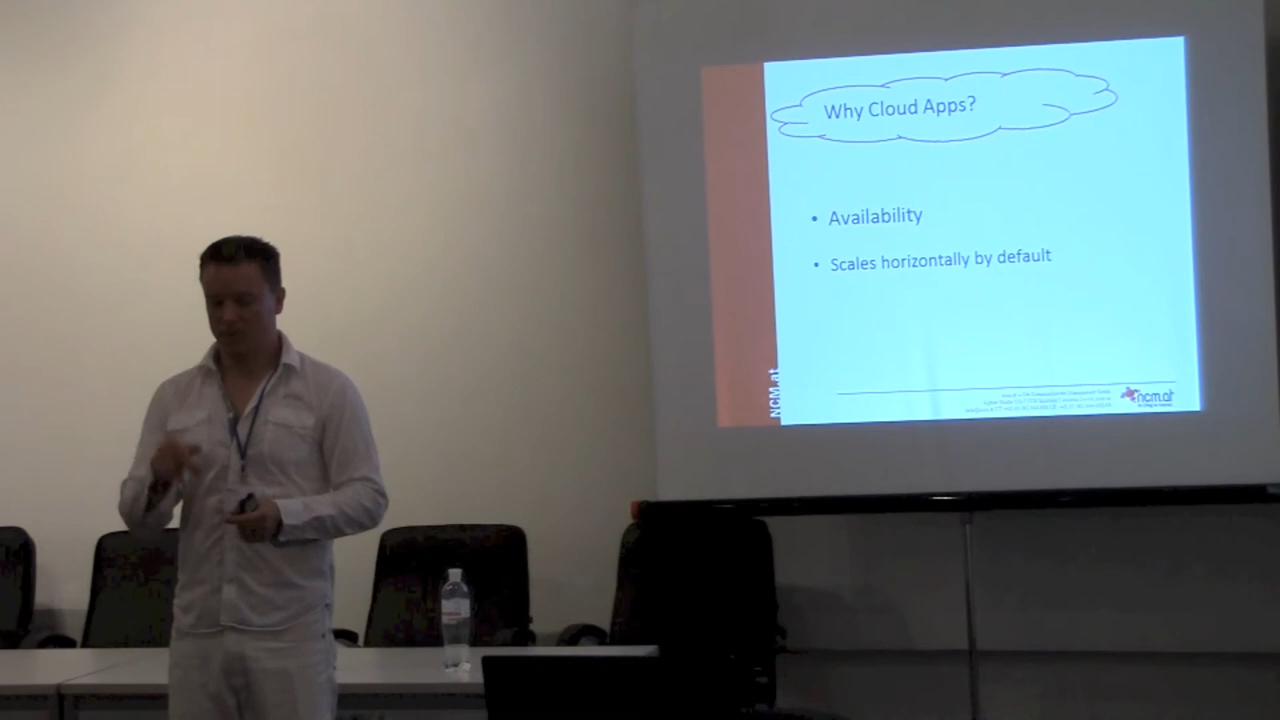 Why Cloud Apps?
• Availability
• Scales horizontally by default
NCM.at
ncm.at